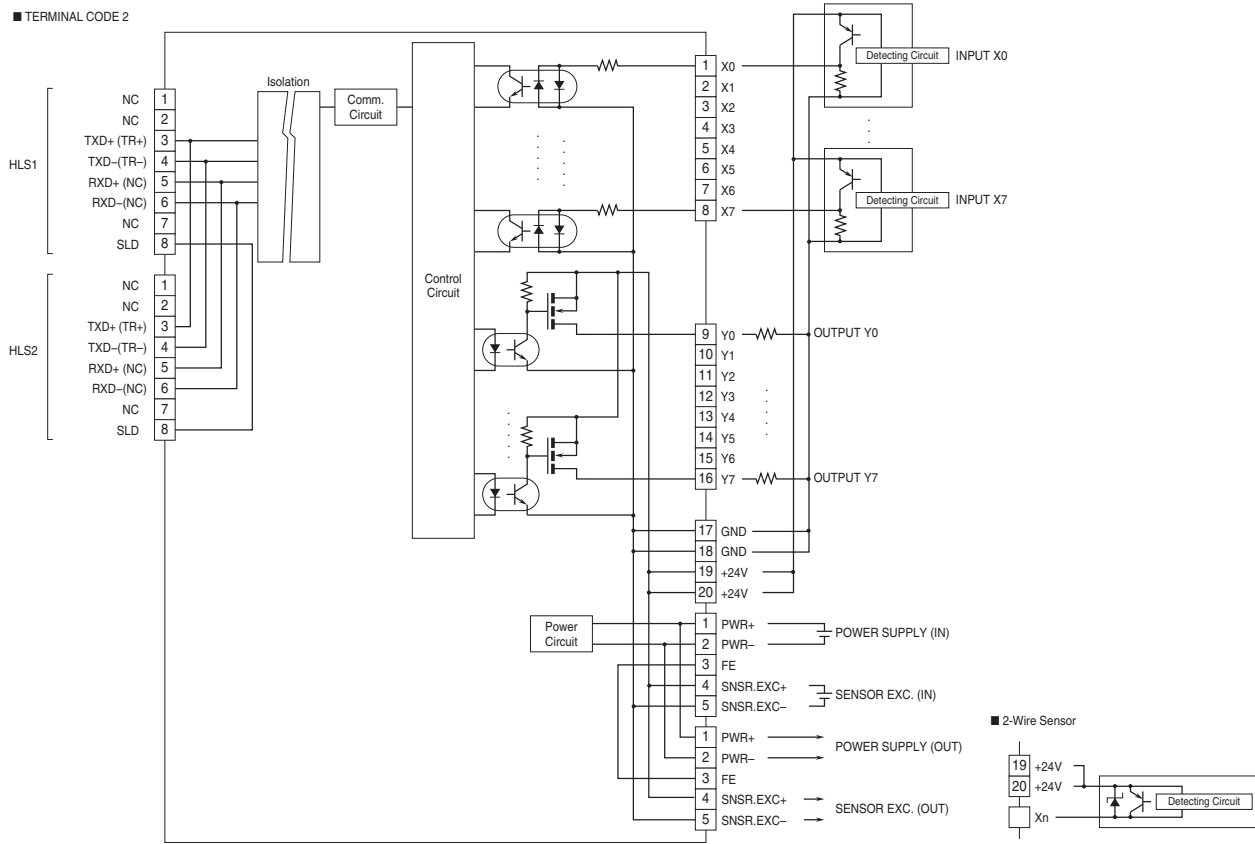 ■ TERMINAL CODE 2
HLS1
NC 1
NC 2
TXD+ (TR+) 3
TXD–(TR–) 4
RXD+ (NC) 5
RXD–(NC) 6
NC 7
SLD 8
HLS2
NC 1
NC 2
TXD+ (TR+) 3
TXD–(TR–) 4
RXD+ (NC) 5
RXD–(NC) 6
NC 7
SLD 8
Isolation
Comm.
Circuit
Control
Circuit
Power
Circuit
1 X0
2 X1
3 X2
4 X3
5 X4
6 X5
7 X6
8 X7
Detecting Circuit INPUT X0
Detecting Circuit INPUT X7
9 Y0 OUTPUT Y0
10 Y1
11 Y2
12 Y3
13 Y4
14 Y5
15 Y6
16 Y7 OUTPUT Y7
17 GND
18 GND
19 +24V
20 +24V
1 PWR+
2 PWR–
POWER SUPPLY (IN)
3 FE
4 SNSR.EXC+
5 SNSR.EXC–
SENSOR EXC. (IN)
1 PWR+
2 PWR–
POWER SUPPLY (OUT)
3 FE
4 SNSR.EXC+
5 SNSR.EXC–
SENSOR EXC. (OUT)
■ 2-Wire Sensor
19 +24V
20 +24V
Xn
Detecting Circuit